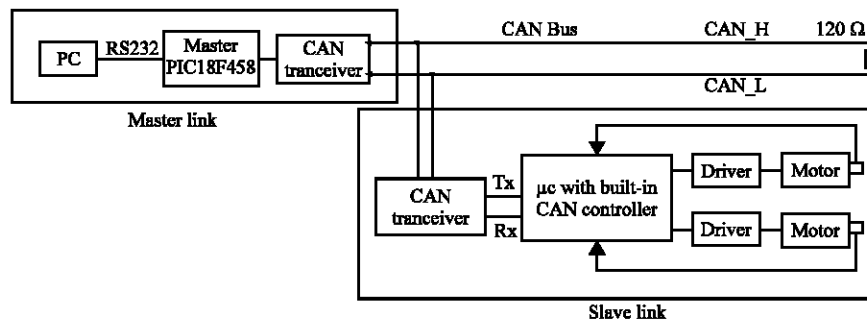 PC
RS232
Master
PIC18F458
CAN
tranceiver
CAN Bus
CAN_H
120 Ω
CAN_L
Master link
CAN
tranceiver
Tx
Rx
µc with built-in
CAN controller
Driver
Motor
Driver
Motor
Slave link